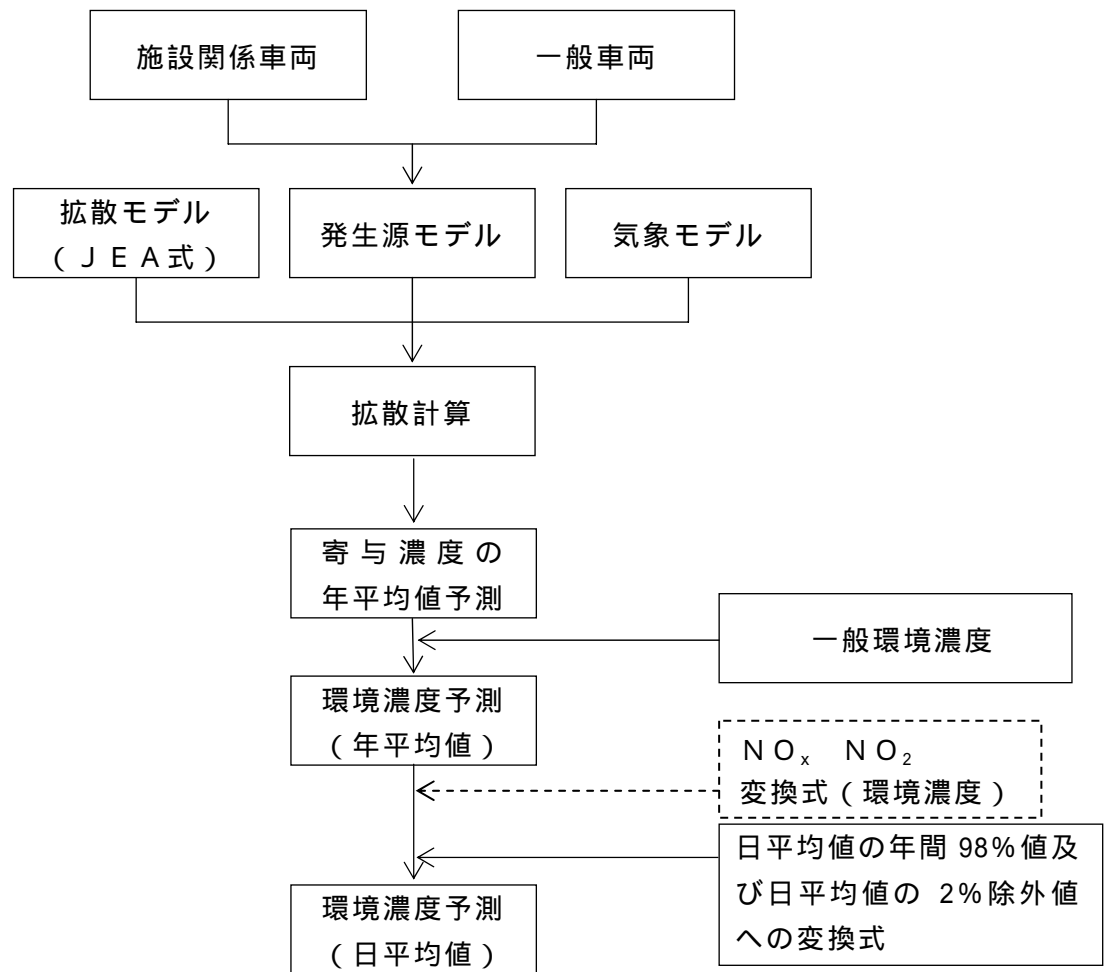 施設関係車両
一般車両
拡散モデル
（ＪＥＡ式）
発生源モデル
気象モデル
拡散計算
寄与濃度の
年平均値予測
一般環境濃度
環境濃度予測
（年平均値）
ＮＯₓ　ＮＯ₂
変換式（環境濃度）
日平均値の年間 98%値及
び日平均値の 2%除外値
への変換式
環境濃度予測
（日平均値）